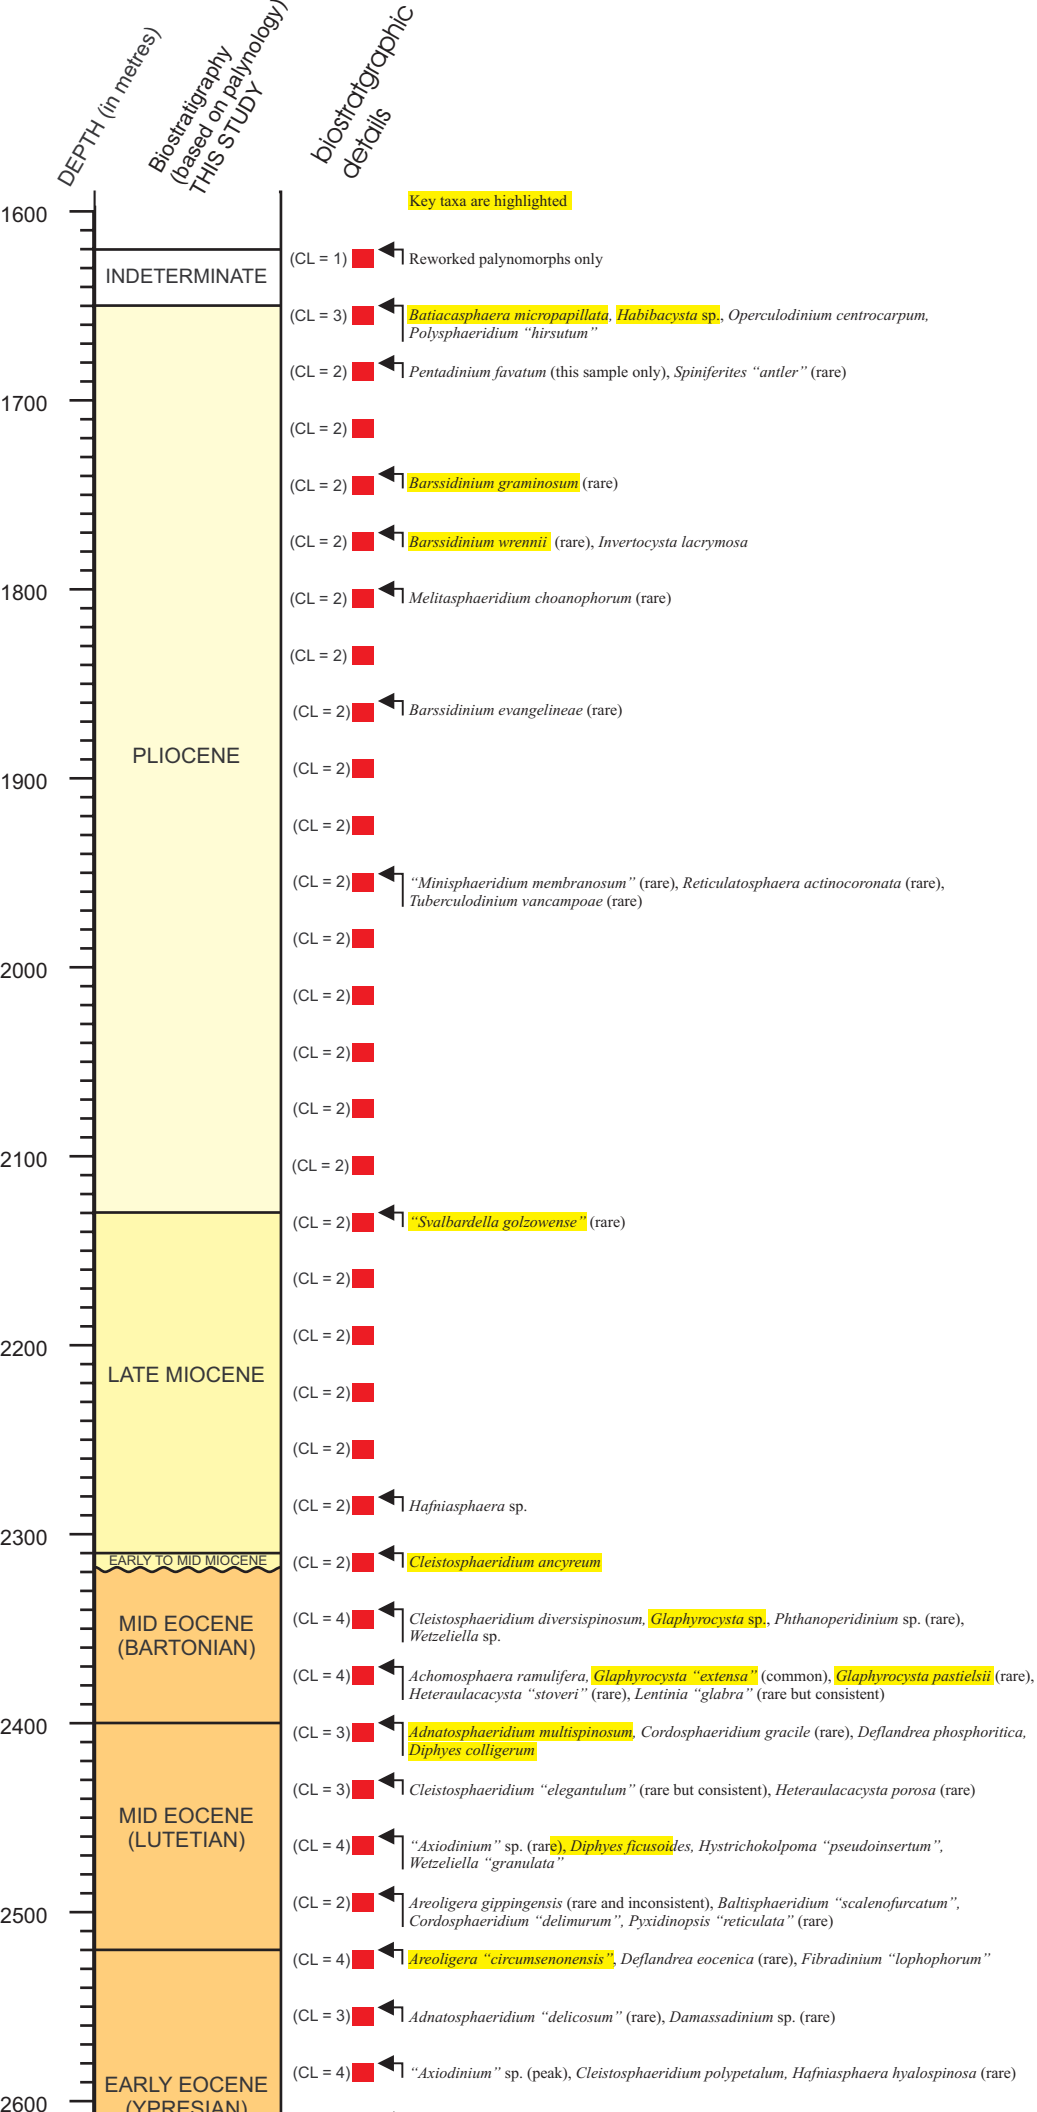 DEPTH (in metres)
Biostratigraphy
(based on palynology)
THIS STUDY
biostratgraphic
details
Key taxa are highlighted
1600
(CL = 1) Reworked palynomorphs only
INDETERMINATE
(CL = 3) Batiacasphaera micropapillata, Habibacysta sp., Operculodinium centrocarpum,
Polysphaeridium “hirsutum”
(CL = 2) Pentadinium favatum (this sample only), Spiniferites “antler” (rare)
1700
(CL = 2)
(CL = 2) Barssidinium graminosum (rare)
(CL = 2) Barssidinium wrennii (rare), Invertocysta lacrymosa
1800
(CL = 2) Melitasphaeridium choanophorum (rare)
(CL = 2)
(CL = 2) Barssidinium evangelineae (rare)
PLIOCENE
(CL = 2)
1900
(CL = 2)
(CL = 2) “Minisphaeridium membranosum” (rare), Reticulatosphaera actinocoronata (rare),
Tuberculodinium vancampoae (rare)
(CL = 2)
2000
(CL = 2)
(CL = 2)
(CL = 2)
2100
(CL = 2)
(CL = 2) “Svalbardella golzowense” (rare)
(CL = 2)
(CL = 2)
2200
LATE MIOCENE
(CL = 2)
(CL = 2)
(CL = 2) Hafniasphaera sp.
2300
EARLY TO MID MIOCENE
(CL = 2) Cleistosphaeridium ancyreum
MID EOCENE
(BARTONIAN)
(CL = 4) Cleistosphaeridium diversispinosum, Glaphyrocysta sp., Phthanoperidinium sp. (rare),
Wetzeliella sp.
(CL = 4) Achomosphaera ramulifera, Glaphyrocysta “extensa” (common), Glaphyrocysta pastielsii (rare),
Heteraulacacysta “stoveri” (rare), Lentinia “glabra” (rare but consistent)
2400
(CL = 3) Adnatosphaeridium multispinosum, Cordosphaeridium gracile (rare), Deflandrea phosphoritica,
Diphyes colligerum
(CL = 3) Cleistosphaeridium “elegantulum” (rare but consistent), Heteraulacacysta porosa (rare)
MID EOCENE
(LUTETIAN)
(CL = 4) “Axiodinium” sp. (rare), Diphyes ficusoides, Hystrichokolpoma “pseudoinsertum”,
Wetzeliella “granulata”
(CL = 2) Areoligera gippingensis (rare and inconsistent), Baltisphaeridium “scalenofurcatum”,
Cordosphaeridium “delimurum”, Pyxidinopsis “reticulata” (rare)
2500
(CL = 4) Areoligera “circumsenonensis”, Deflandrea eocenica (rare), Fibradinium “lophophorum”
(CL = 3) Adnatosphaeridium “delicosum” (rare), Damassadinium sp. (rare)
(CL = 4) “Axiodinium” sp. (peak), Cleistosphaeridium polypetalum, Hafniasphaera hyalospinosa (rare)
EARLY EOCENE
(YPRESIAN)
2600